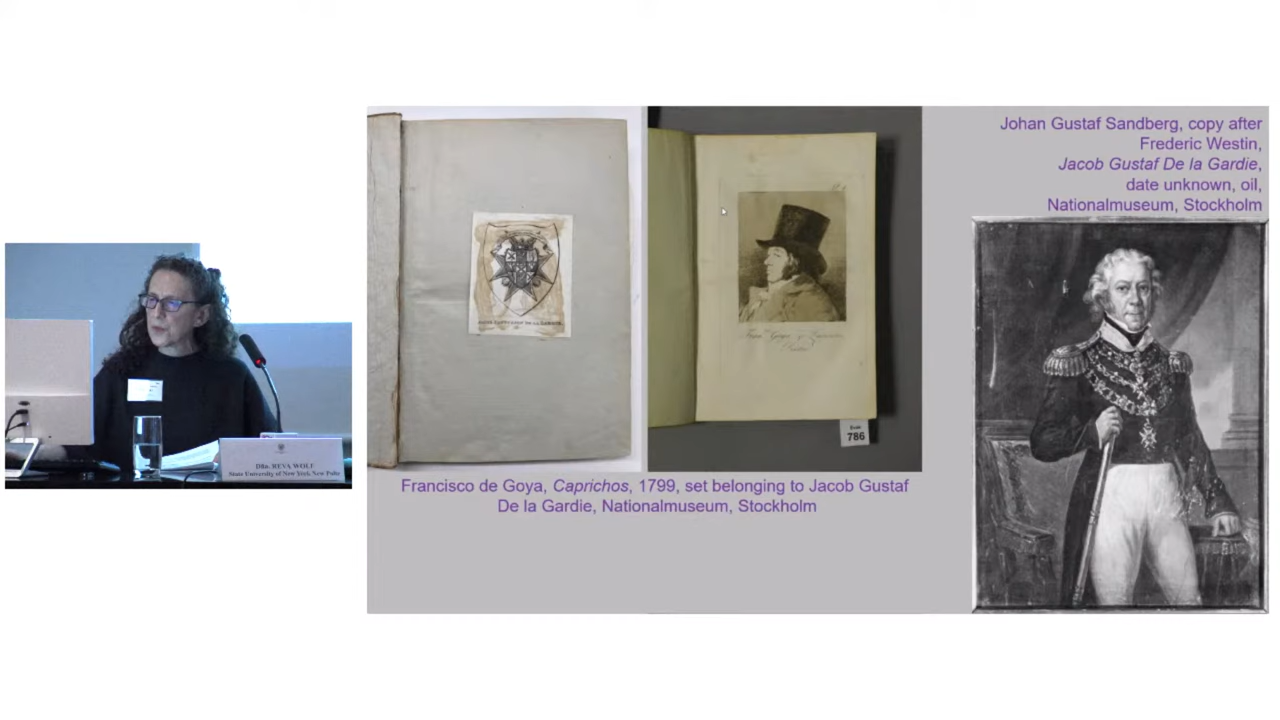 Johan Gustaf Sandberg, copy after
Frederic Westin,
Jacob Gustaf De la Gardie,
date unknown, oil,
Nationalmuseum, Stockholm
786
Francisco de Goya, Caprichos, 1799, set belonging to Jacob Gustaf
De la Gardie, Nationalmuseum, Stockholm
DRa. REVA WOLF
State University of New York New Paltz